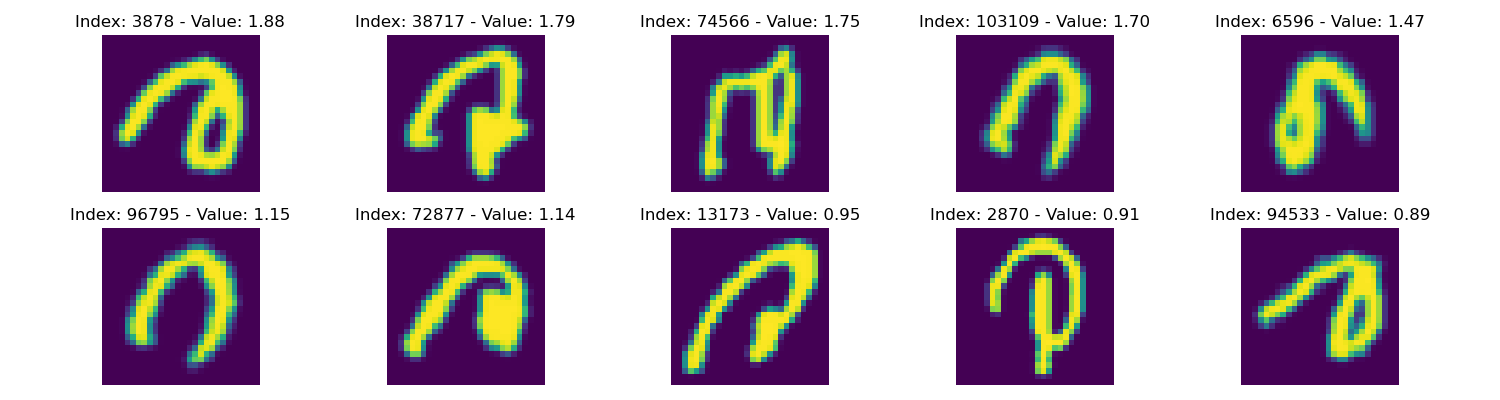 Index: 3878 - Value: 1.88
Index: 38717 - Value: 1.79
Index: 74566 - Value: 1.75
Index: 103109 - Value: 1.70
Index: 6596 - Value: 1.47
Index: 96795 - Value: 1.15
Index: 72877 - Value: 1.14
Index: 13173 - Value: 0.95
Index: 2870 - Value: 0.91
Index: 94533 - Value: 0.89